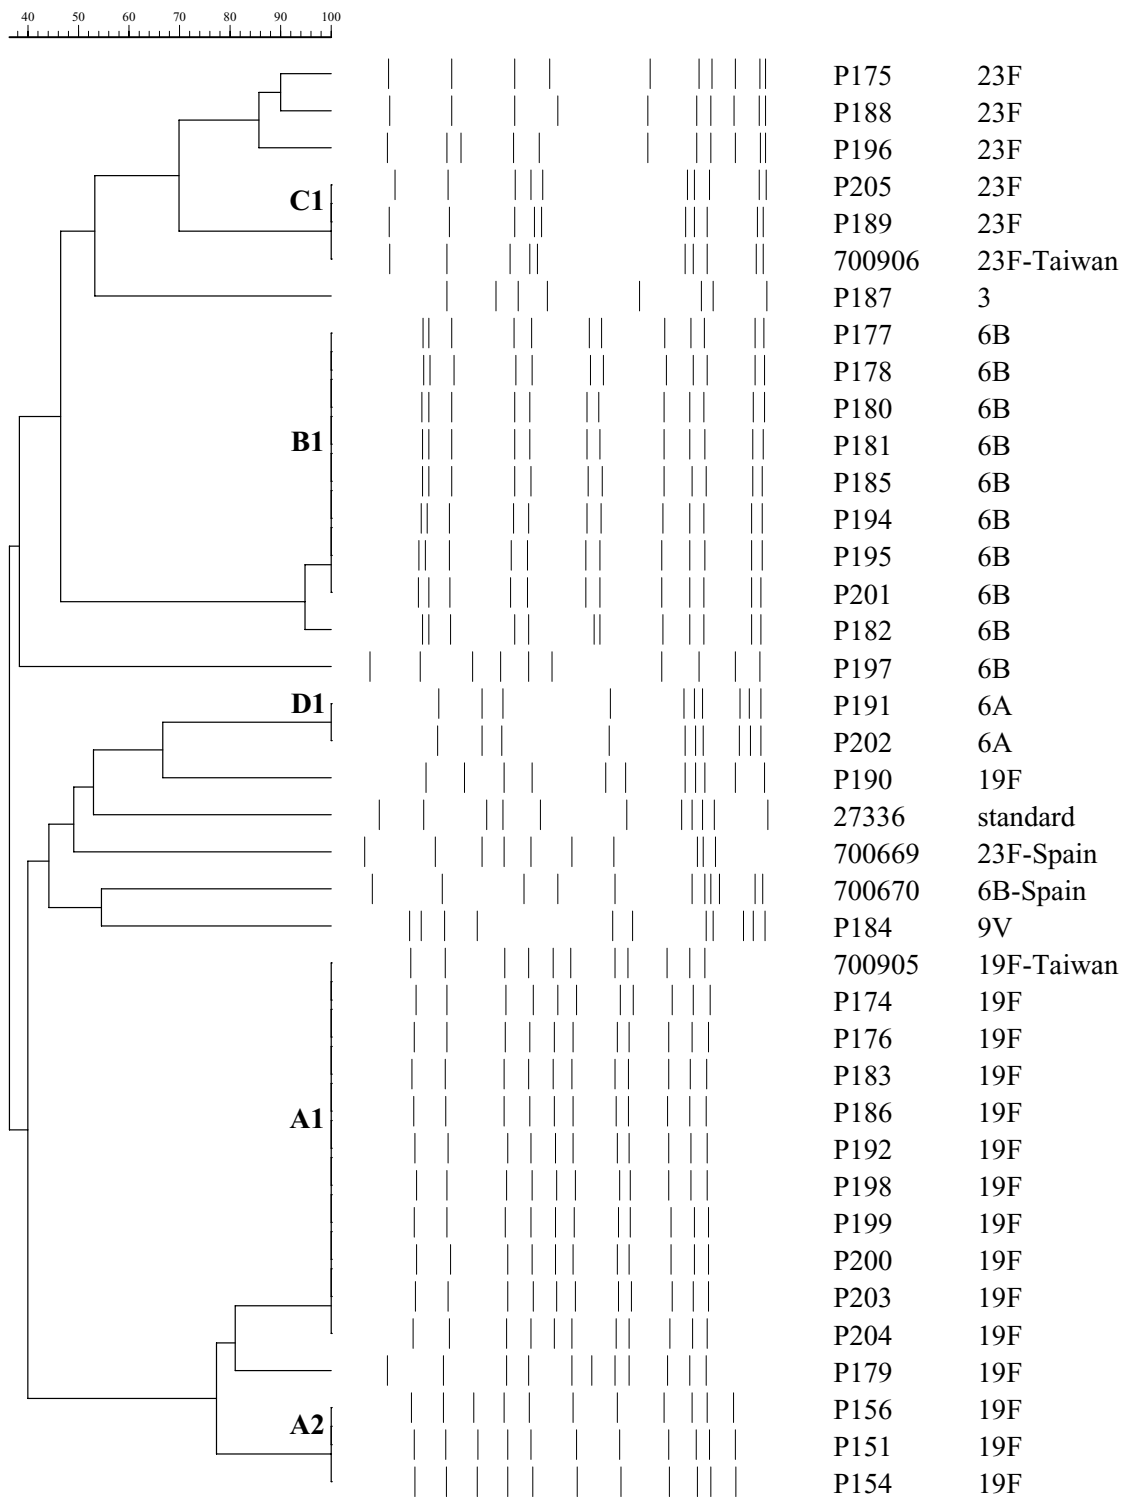 40 50 60 70 80 90 100
P175 23F
P188 23F
P196 23F
P205 23F
C1
P189 23F
700906 23F-Taiwan
P187 3
P177 6B
P178 6B
P180 6B
B1
P181 6B
P185 6B
P194 6B
P195 6B
P201 6B
P182 6B
P197 6B
D1
P191 6A
P202 6A
P190 19F
27336 standard
700669 23F-Spain
700670 6B-Spain
P184 9V
700905 19F-Taiwan
P174 19F
P176 19F
P183 19F
A1
P186 19F
P192 19F
P198 19F
P199 19F
P200 19F
P203 19F
P204 19F
P179 19F
P156 19F
A2
P151 19F
P154 19F